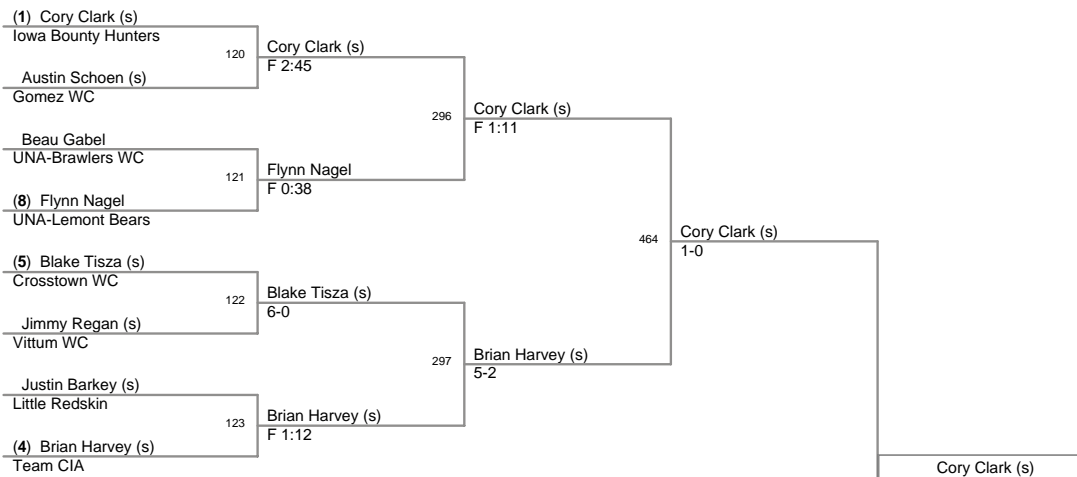 (1) Cory Clark (s)
Iowa Bounty Hunters
120
Austin Schoen (s)
Gomez WC
Cory Clark (s)
F 2:45
Beau Gabel
UNA-Brawlers WC
121
(8) Flynn Nagel
UNA-Lemont Bears
Flynn Nagel
F 0:38
296
Cory Clark (s)
F 1:11
(5) Blake Tisza (s)
Crosstown WC
122
Jimmy Regan (s)
Vittum WC
Blake Tisza (s)
6-0
Justin Barkey (s)
Little Redskin
123
(4) Brian Harvey (s)
Team CIA
Brian Harvey (s)
F 1:12
297
Brian Harvey (s)
5-2
464
Cory Clark (s)
1-0
Cory Clark (s)